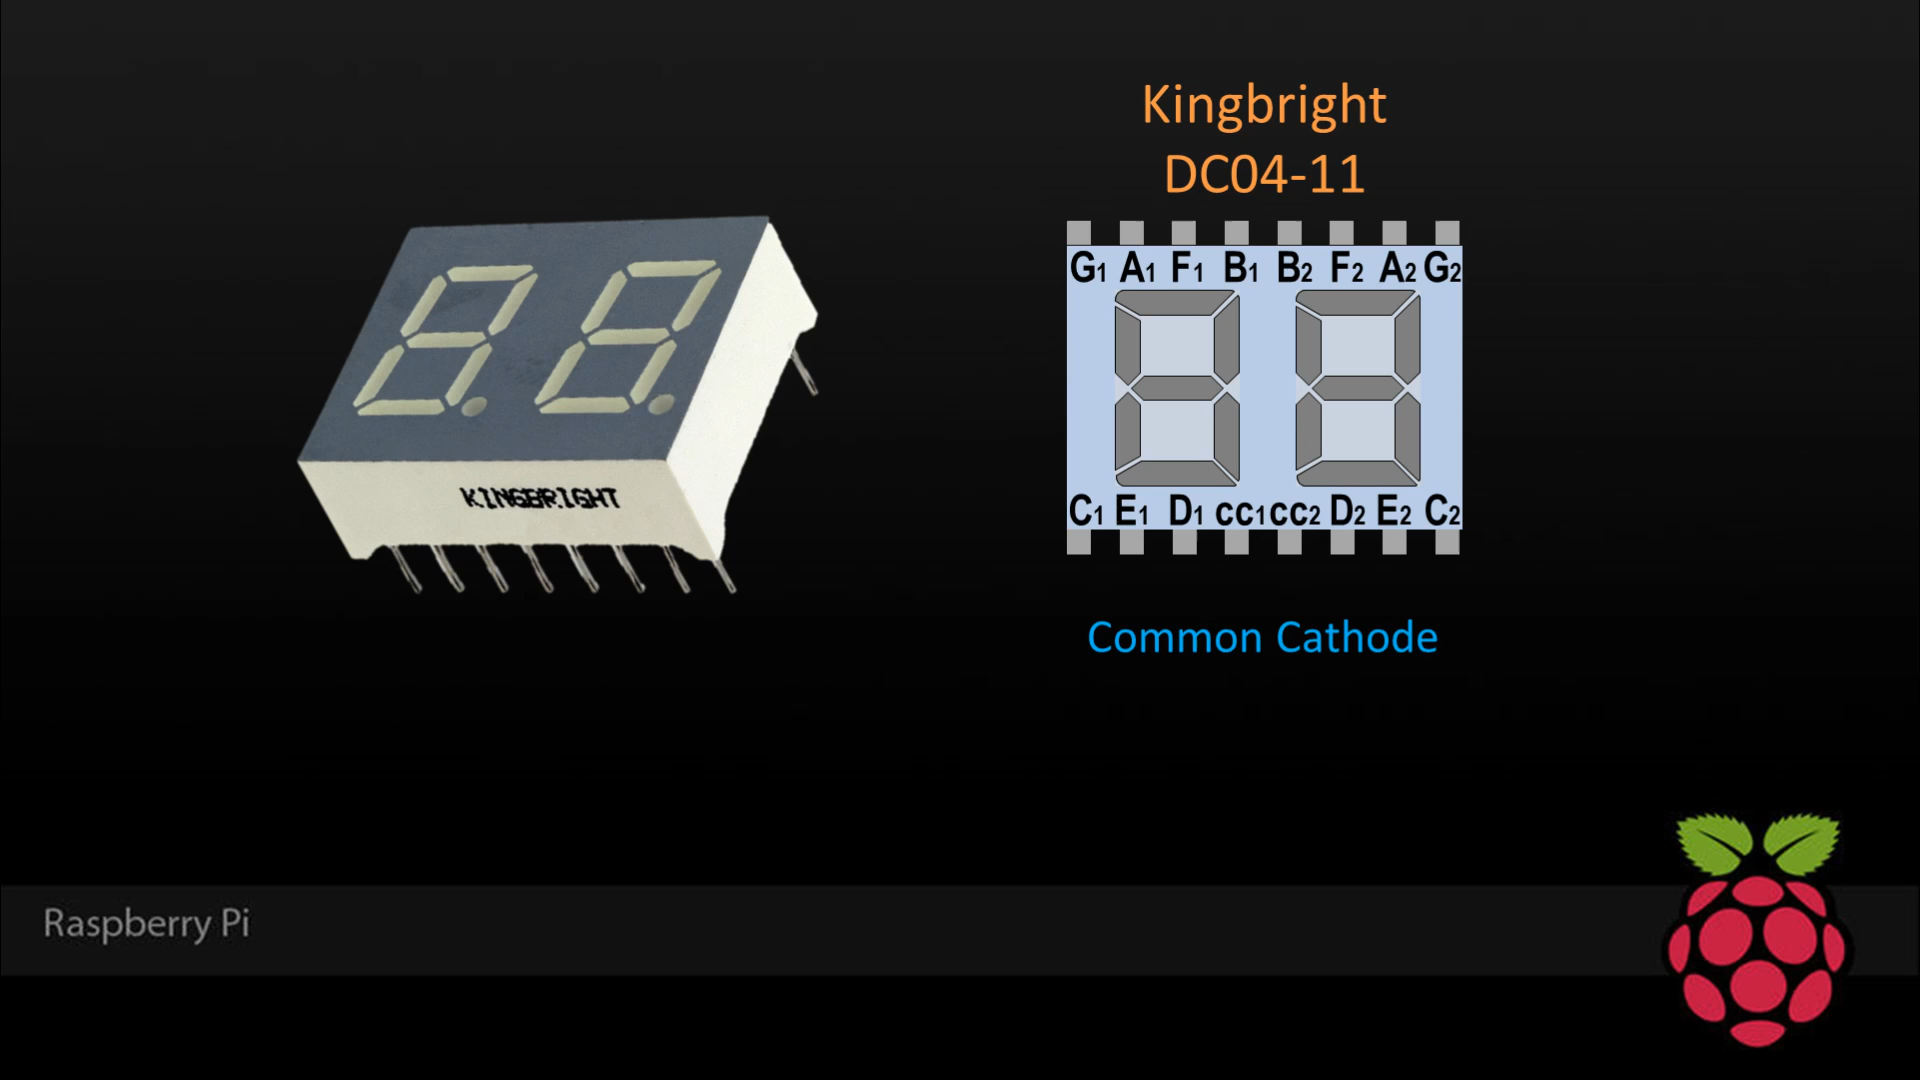 Kingbright
DC04-11
G1 A1 F1 B1 B2 F2 A2 G2
KINGBRIGHT
C1 E1 D1 cc1 cc2 D2 E2 C2
Common Cathode
Raspberry Pi